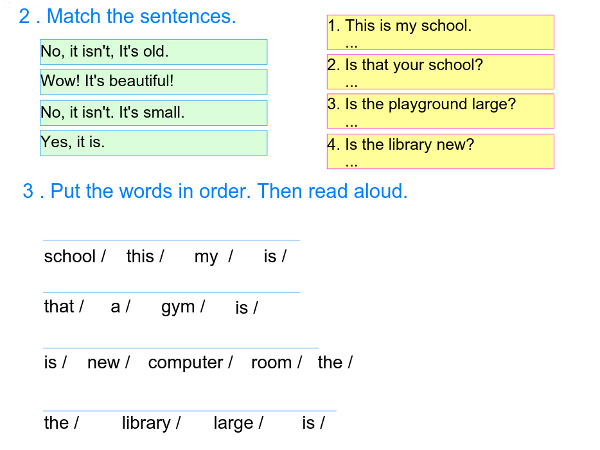 2 . Match the sentences.
No, it isn't, It's old.
Wow! It's beautiful!
No, it isn't. It's small.
Yes, it is.
1. This is my school.
...
2. Is that your school?
...
3. Is the playground large?
...
4. Is the library new?
...
3 . Put the words in order. Then read aloud.
school / this / my / is /
that / a / gym / is /
is / new / computer / room / the /
the / library / large / is /